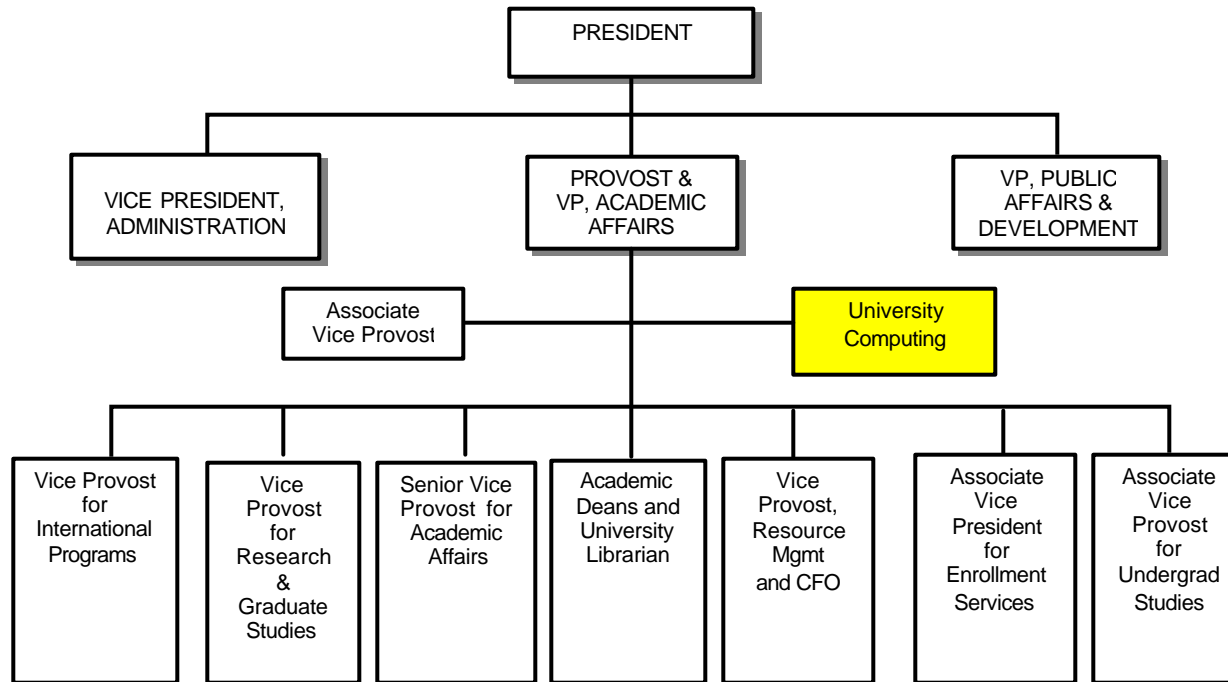 PRESIDENT
VICE PRESIDENT,
ADMINISTRATION
PROVOST &
VP, ACADEMIC
AFFAIRS
VP, PUBLIC
AFFAIRS &
DEVELOPMENT
Associate
Vice Provost
University
Computing
Vice Provost
for
International
Programs
Vice
Provost
for
Research
&
Graduate
Studies
Senior Vice
Provost for
Academic
Affairs
Academic
Deans and
University
Librarian
Vice
Provost,
Resource
Mgmt
and CFO
Associate
Vice
President
for
Enrollment
Services
Associate
Vice
Provost
for
Undergrad
Studies